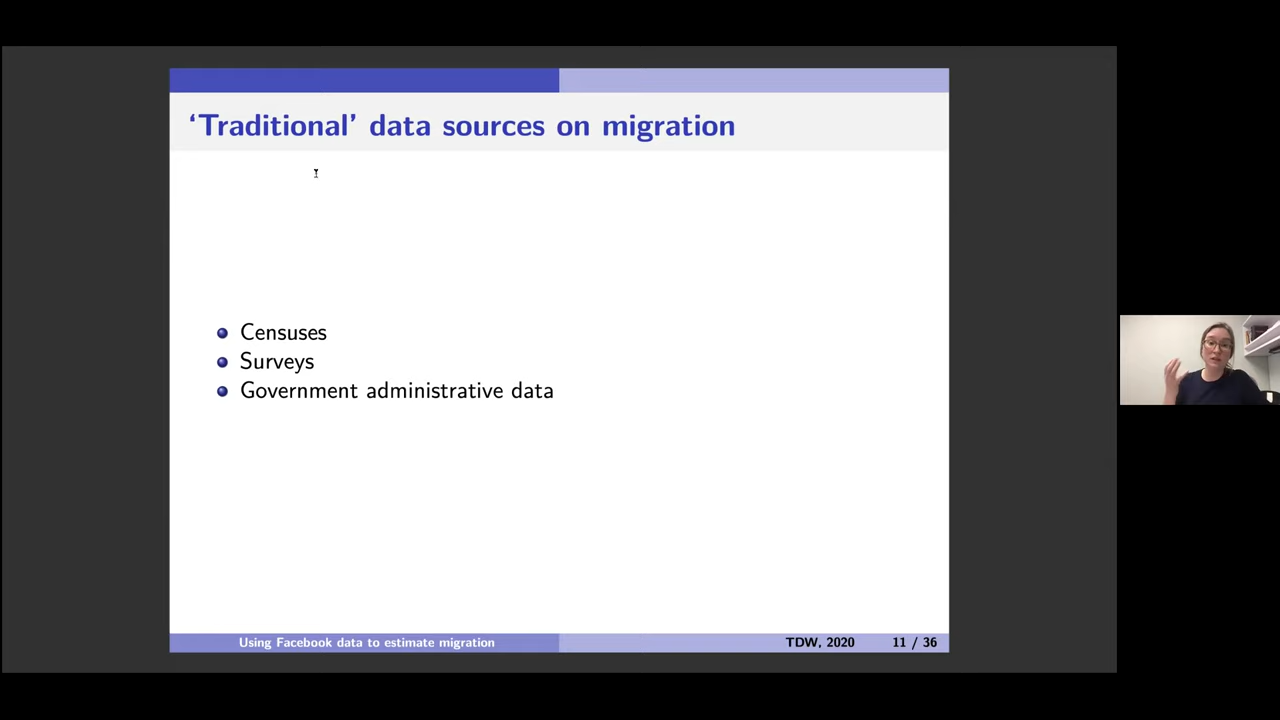 ‘Traditional’ data sources on migration
Censuses
Surveys
Government administrative data
Using Facebook data to estimate migration
TDW, 2020
11 / 36